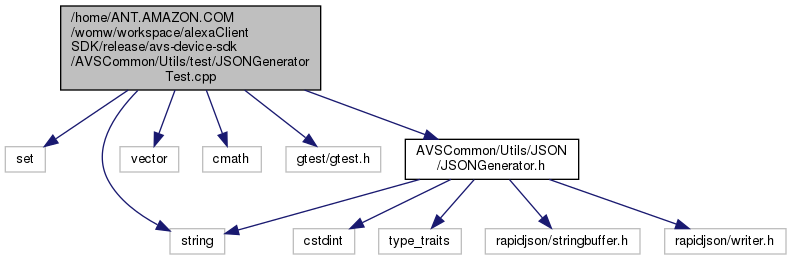 /home/ANT.AMAZON.COM
/womw/workspace/alexaClient
SDK/release/avs-device-sdk
/AVSCommon/Utils/test/JSONGenerator
Test.cpp
set
vector
cmath
gtest/gtest.h
AVSCommon/Utils/JSON
/JSONGenerator.h
string
cstdint
type_traits
rapidjson/stringbuffer.h
rapidjson/writer.h